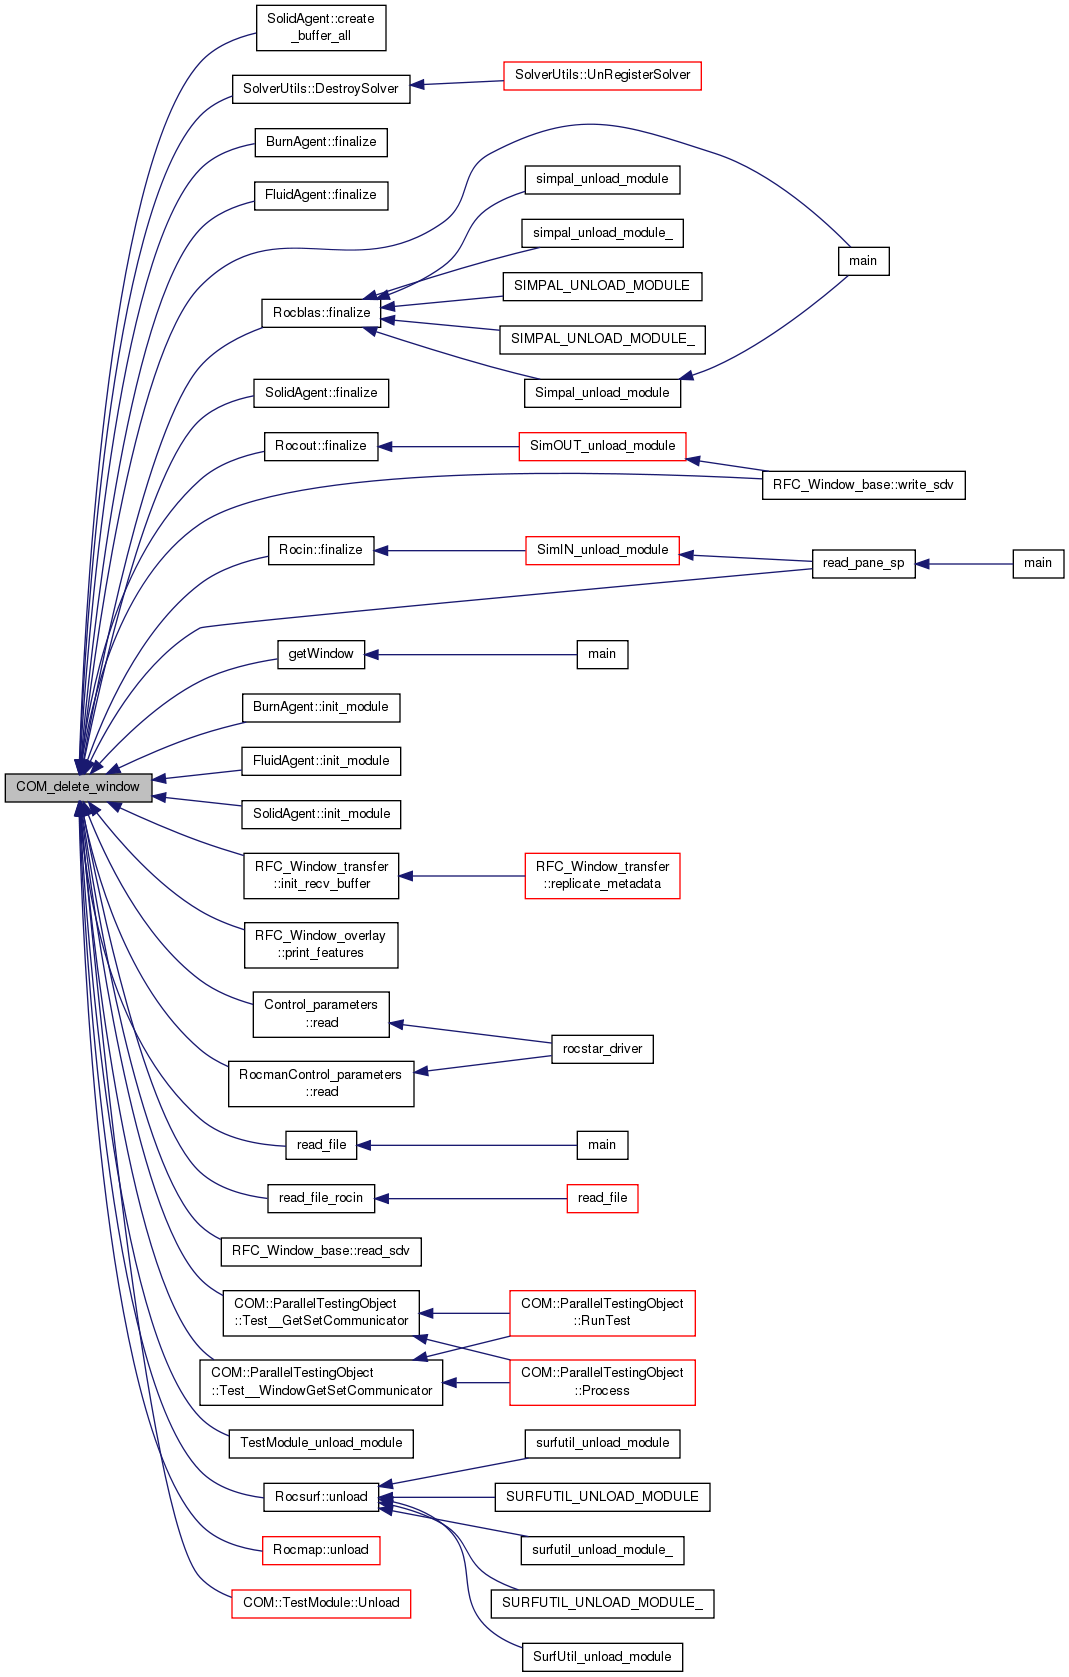 SolidAgent::create
_buffer_all
SolverUtils::DestroySolver
SolverUtils::UnRegisterSolver
BurnAgent::finalize
FluidAgent::finalize
simpal_unload_module
simpal_unload_module_
main
SIMPAL_UNLOAD_MODULE
Rocblas::finalize
SIMPAL_UNLOAD_MODULE_
SolidAgent::finalize
Simpal_unload_module
Rocout::finalize
SimOUT_unload_module
RFC_Window_base::write_sdv
Rocin::finalize
SimIN_unload_module
read_pane_sp
main
getWindow
main
BurnAgent::init_module
FluidAgent::init_module
COM_delete_window
SolidAgent::init_module
RFC_Window_transfer
::init_recv_buffer
RFC_Window_transfer
::replicate_metadata
RFC_Window_overlay
::print_features
Control_parameters
::read
rocstar_driver
RocmanControl_parameters
::read
read_file
main
read_file_rocin
read_file
RFC_Window_base::read_sdv
COM::ParallelTestingObject
::Test__GetSetCommunicator
COM::ParallelTestingObject
::RunTest
COM::ParallelTestingObject
::Test__WindowGetSetCommunicator
COM::ParallelTestingObject
::Process
TestModule_unload_module
surfutil_unload_module
Rocsurf::unload
SURFUTIL_UNLOAD_MODULE
Rocmap::unload
surfutil_unload_module_
COM::TestModule::Unload
SURFUTIL_UNLOAD_MODULE_
SurfUtil_unload_module